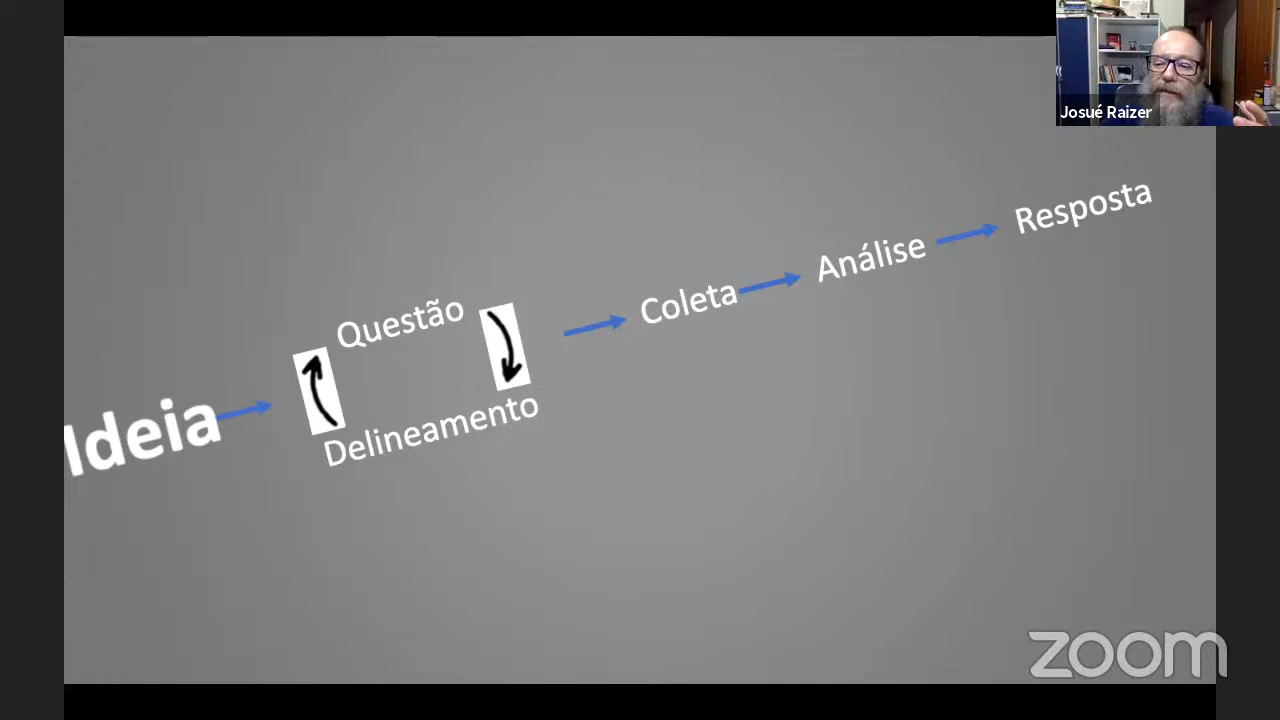 Josué Raizer
Ideia
Questão
Delineamento
Coleta
Análise
Resposta
zoom